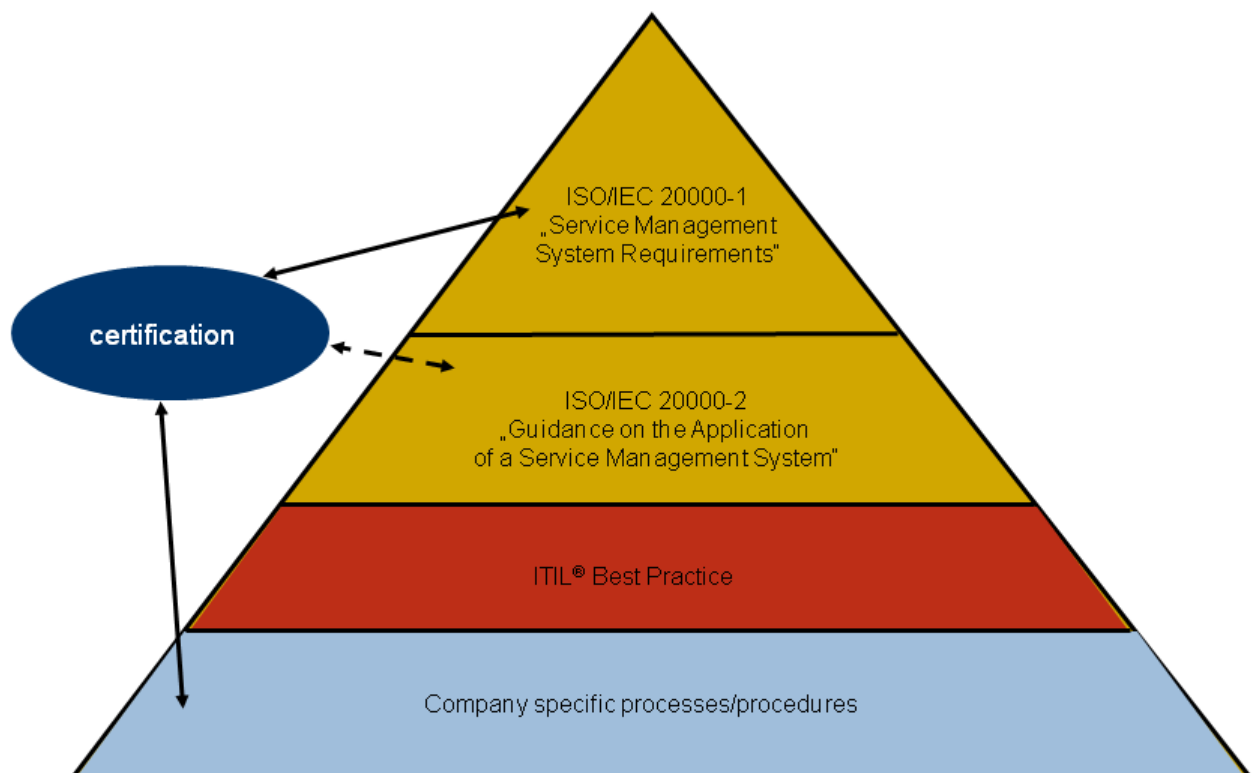 ISO/IEC 20000-1
„Service Management
System Requirements“
certification
ISO/IEC 20000-2
„Guidance on the Application
of a Service Management System“
ITIL® Best Practice
Company specific processes/procedures